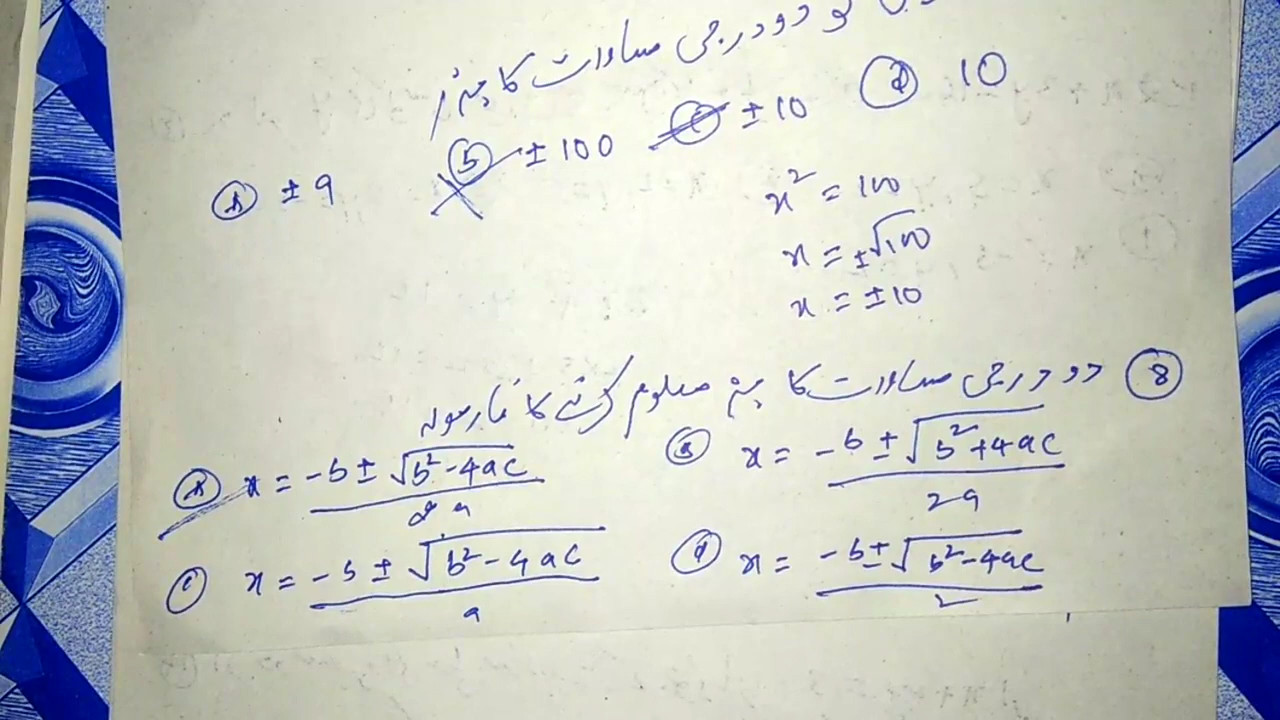 کو دو درجی مساوات کا جذر
± 9 ⓑ ± 100 ± 10 ⓓ 10
x² = 100
x = ±√100
x = ±10
⑧ دو درجی مساوات کا جذر معلوم کرنے کا فارمولہ
x = (-b ± √(b² - 4ac))/2a x = (-b ± √(b² + 4ac))/2a
ⓒ x = (-b ± √(b² - 4ac))/a ⓓ x = (-b ± √(b² - 4ac))/2